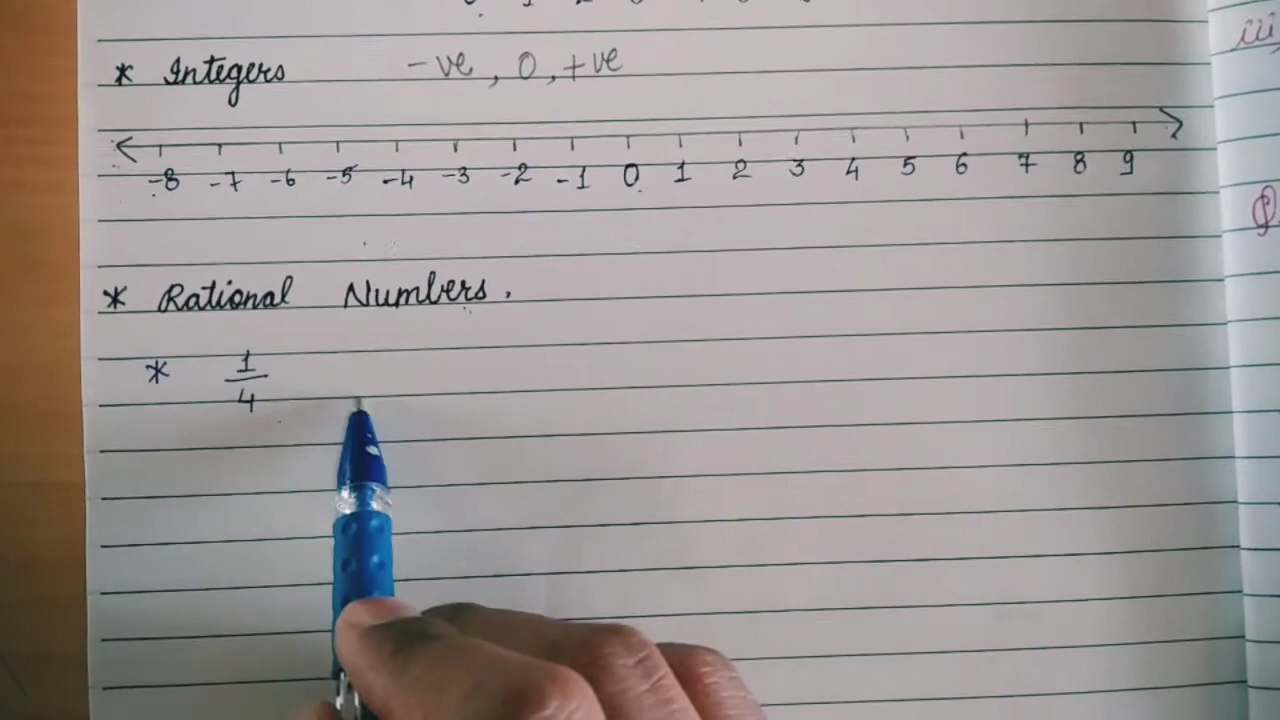 * Integers -ve, 0, +ve
-8 -7 -6 -5 -4 -3 -2 -1 0 1 2 3 4 5 6 7 8 9
* Rational Numbers.
* 1/4